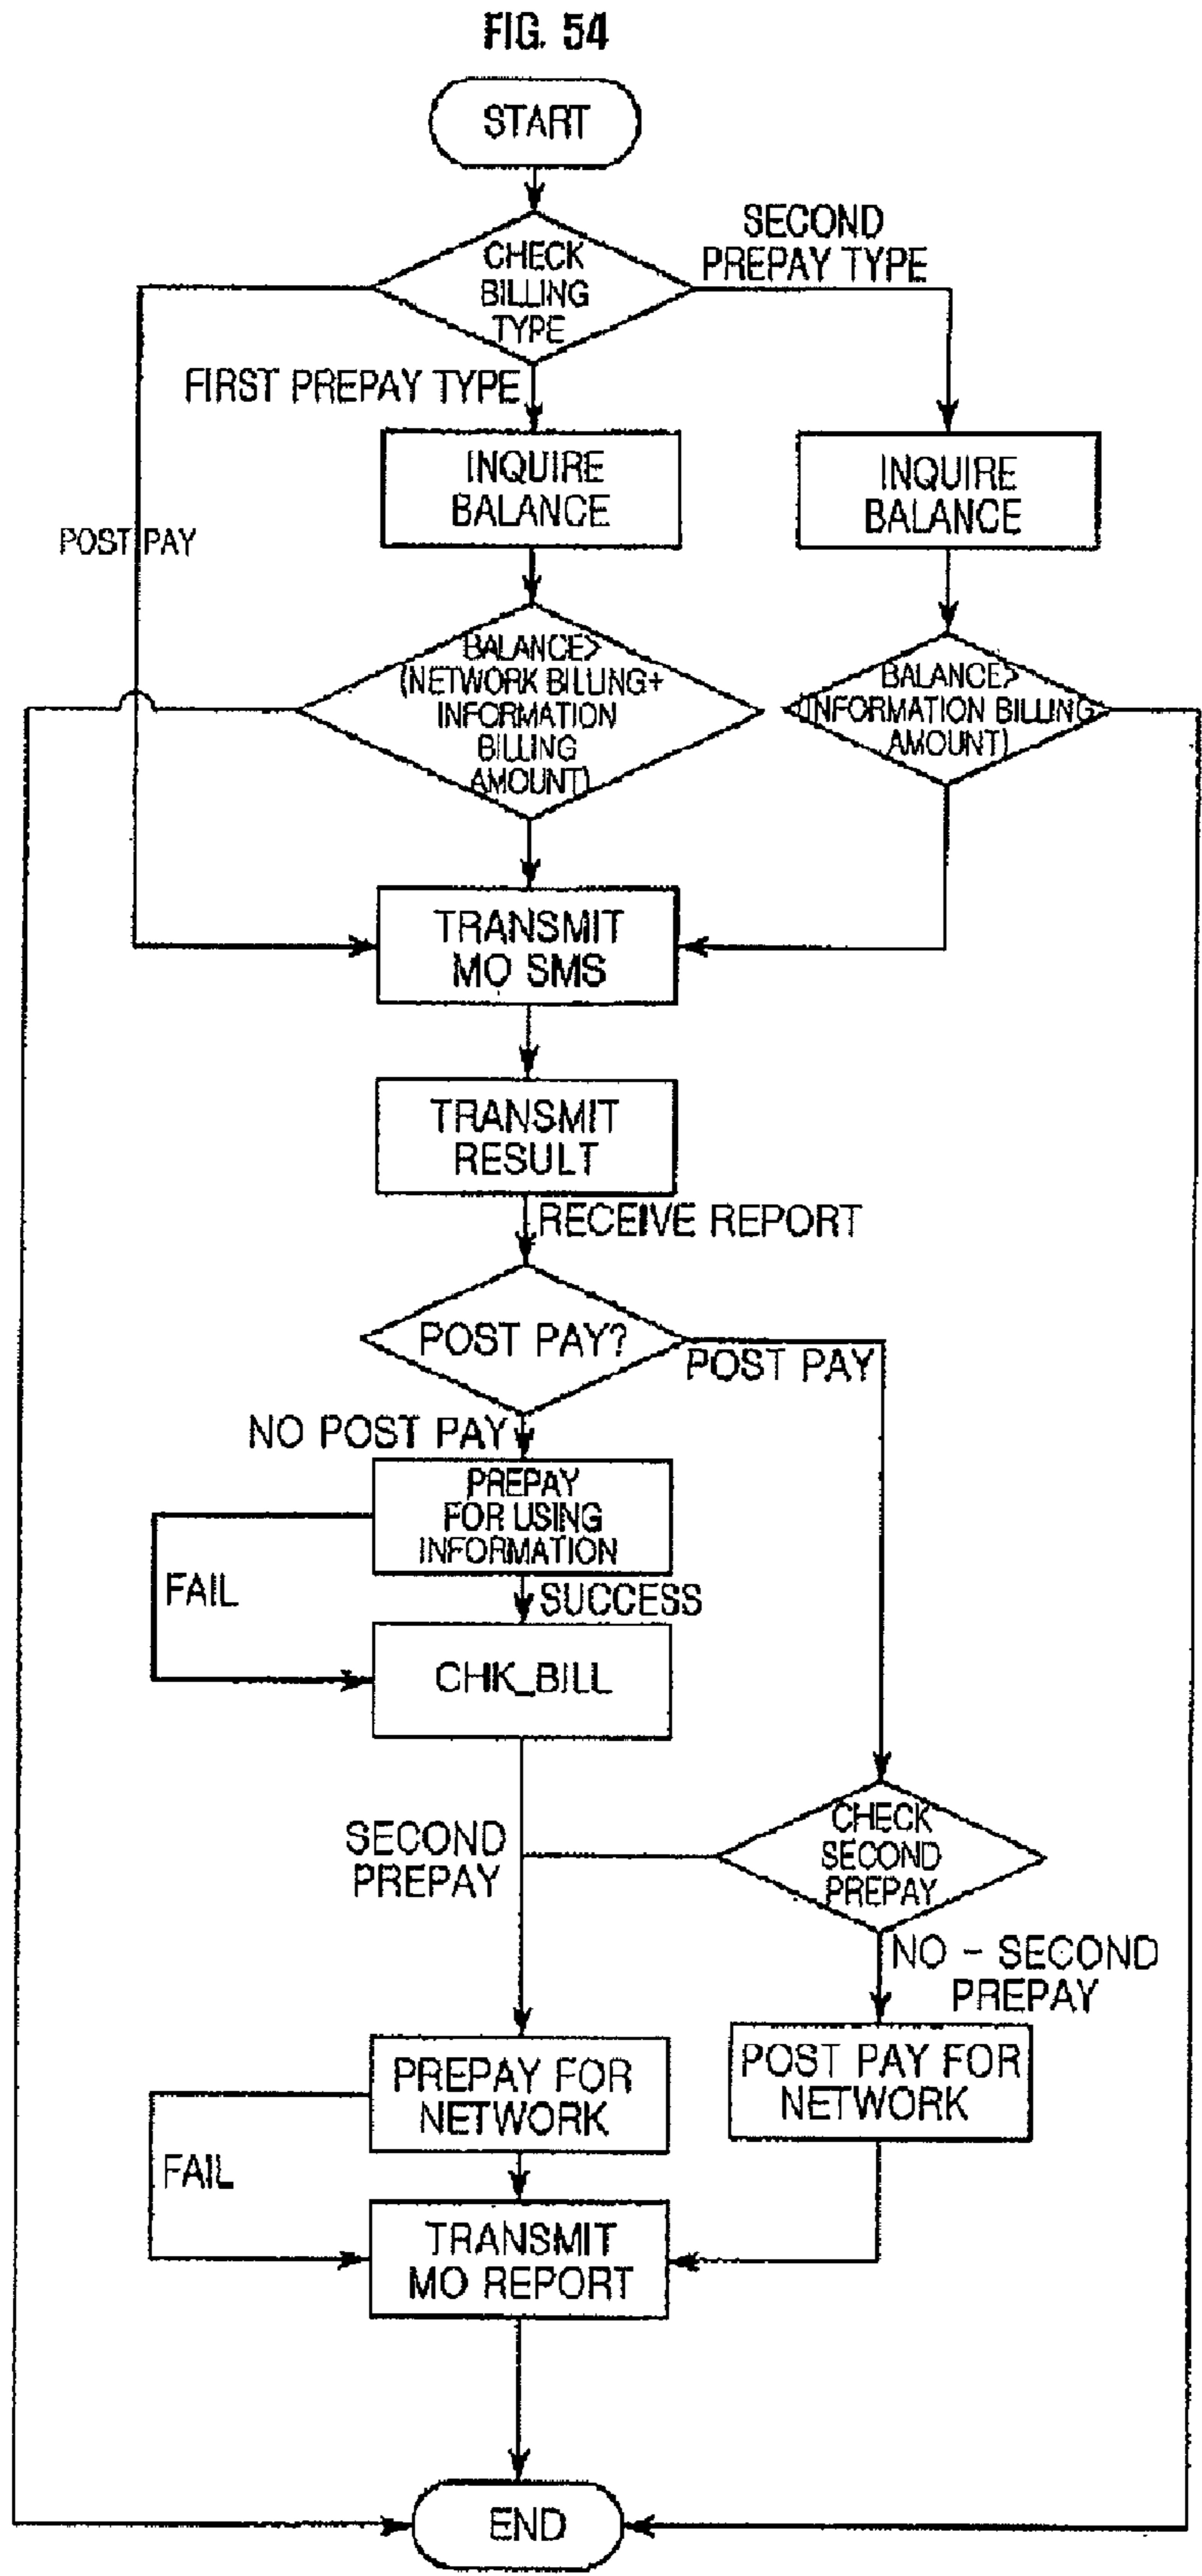 FIG. 54
START
CHECK
BILLING
TYPE
SECOND
PREPAY TYPE
FIRST PREPAY TYPE
INQUIRE
BALANCE
INQUIRE
BALANCE
POST PAY
BALANCE>
(NETWORK BILLING+
INFORMATION
BILLING
AMOUNT)
BALANCE>
(INFORMATION BILLING
AMOUNT)
TRANSMIT
MO SMS
TRANSMIT
RESULT
RECEIVE REPORT
POST PAY?
POST PAY
NO POST PAY
PREPAY
FOR USING
INFORMATION
FAIL
SUCCESS
CHK_BILL
SECOND
PREPAY
CHECK
SECOND
PREPAY
NO - SECOND
PREPAY
PREPAY FOR
NETWORK
POST PAY FOR
NETWORK
FAIL
TRANSMIT
MO REPORT
END